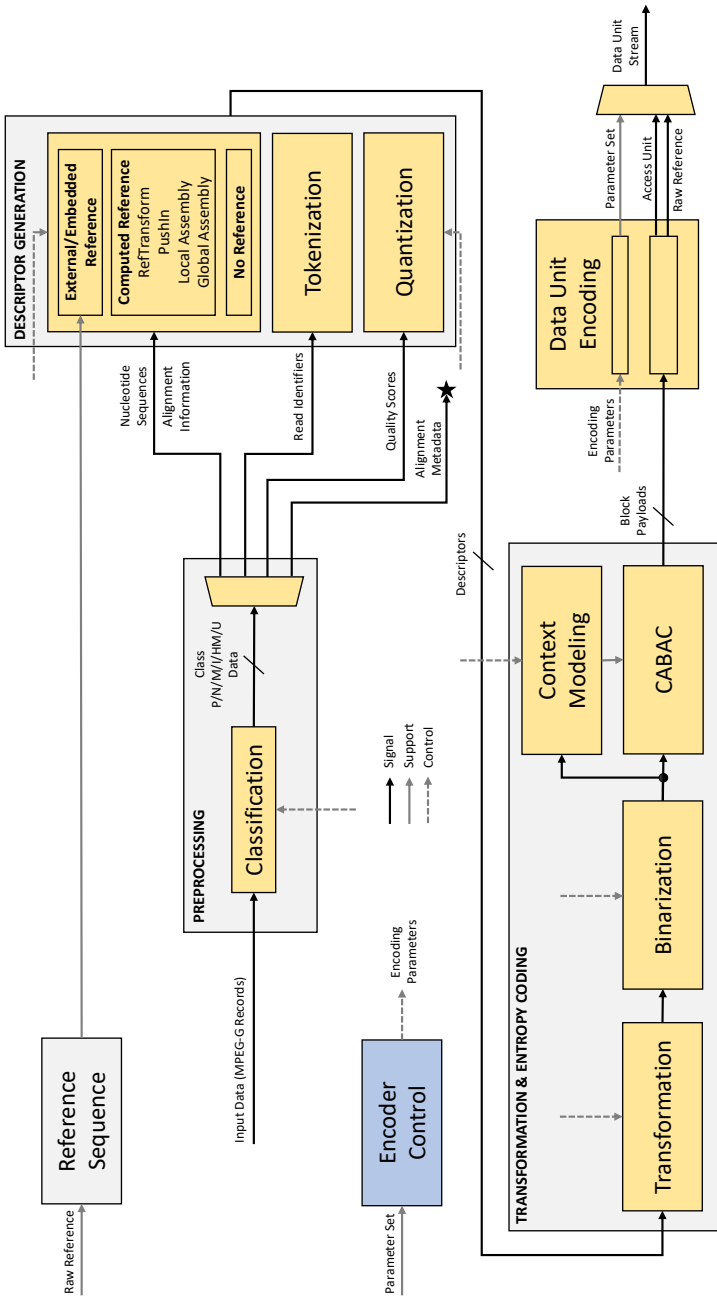 Raw Reference
Reference
Sequence
DESCRIPTOR GENERATION
External/Embedded
Reference
Computed Reference
RefTransform
PushIn
Local Assembly
Global Assembly
No Reference
Tokenization
Quantization
Nucleotide
Sequences
Alignment
Information
Read Identifiers
Quality Scores
Alignment
Metadata
PREPROCESSING
Input Data (MPEG-G Records)
Classification
Class
P/N/M/I/HM/U
Data
Parameter Set
Encoder
Control
Encoding
Parameters
Signal
Support
Control
Descriptors
TRANSFORMATION & ENTROPY CODING
Transformation
Binarization
Context
Modeling
CABAC
Block
Payloads
Encoding
Parameters
Data Unit
Encoding
Parameter Set
Access Unit
Raw Reference
Data Unit
Stream